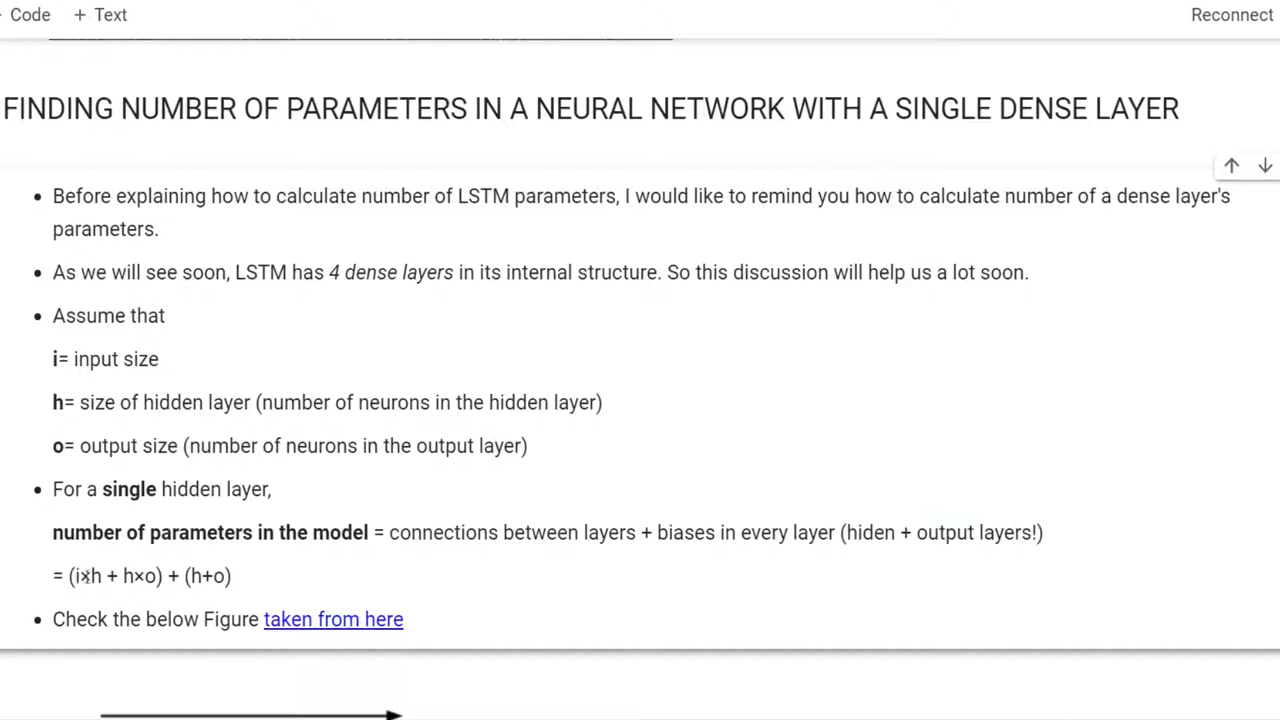 Code + Text Reconnect
FINDING NUMBER OF PARAMETERS IN A NEURAL NETWORK WITH A SINGLE DENSE LAYER
• Before explaining how to calculate number of LSTM parameters, I would like to remind you how to calculate number of a dense layer's
parameters.
• As we will see soon, LSTM has 4 dense layers in its internal structure. So this discussion will help us a lot soon.
• Assume that
i= input size
h= size of hidden layer (number of neurons in the hidden layer)
o= output size (number of neurons in the output layer)
• For a single hidden layer,
number of parameters in the model = connections between layers + biases in every layer (hiden + output layers!)
= (i×h + h×o) + (h+o)
• Check the below Figure taken from here